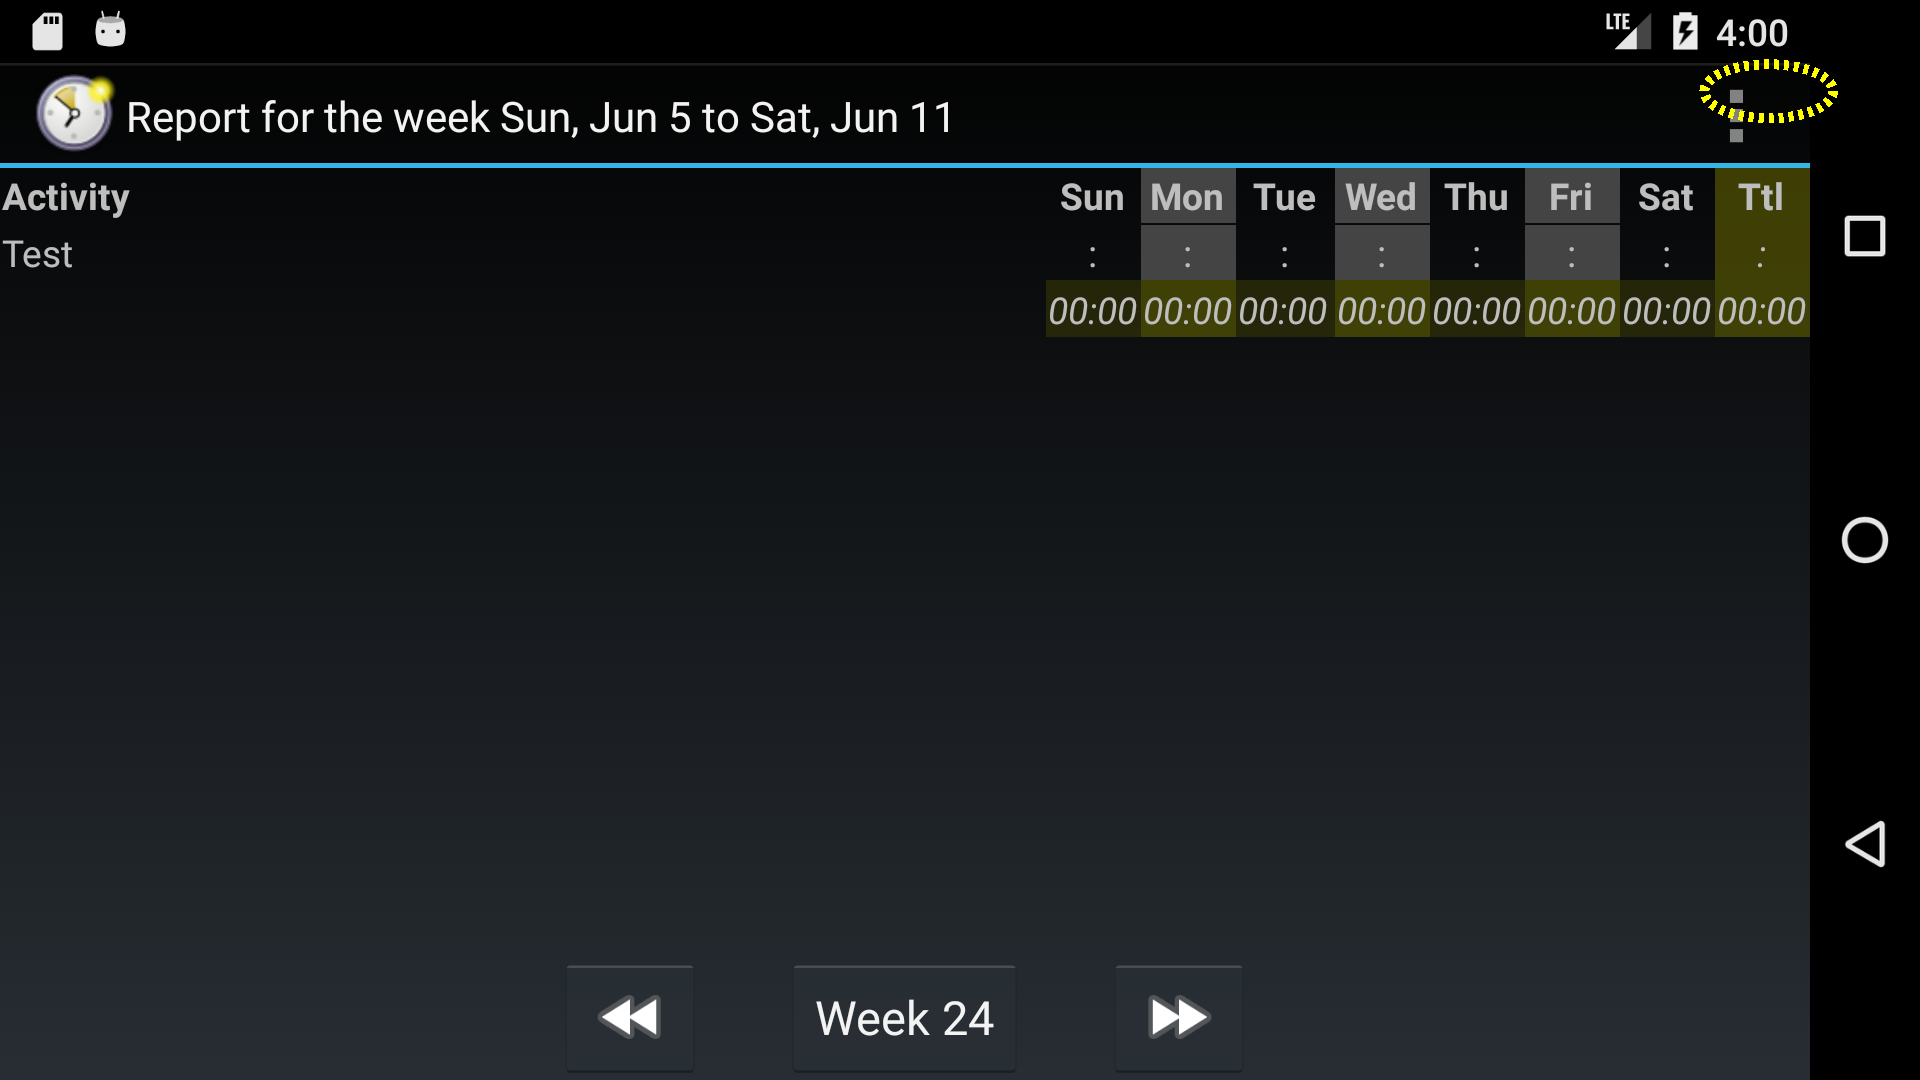 LTE 4:00
Report for the week Sun, Jun 5 to Sat, Jun 11
Activity Sun Mon Tue Wed Thu Fri Sat Ttl
Test : : : : : : : :
00:00 00:00 00:00 00:00 00:00 00:00 00:00 00:00
Week 24